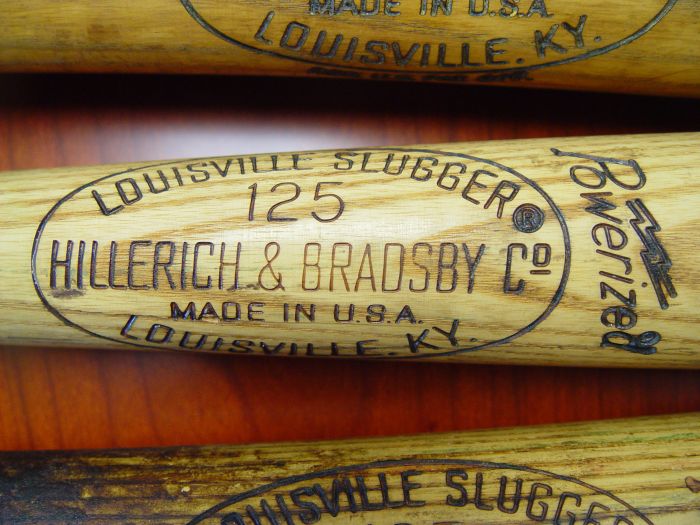 MADE IN U.S.A.
LOUISVILLE, KY.
LOUISVILLE SLUGGER
125
®
HILLERICH & BRADSBY Co
MADE IN U.S.A.
LOUISVILLE, KY.
Powerized
LOUISVILLE SLUGGER